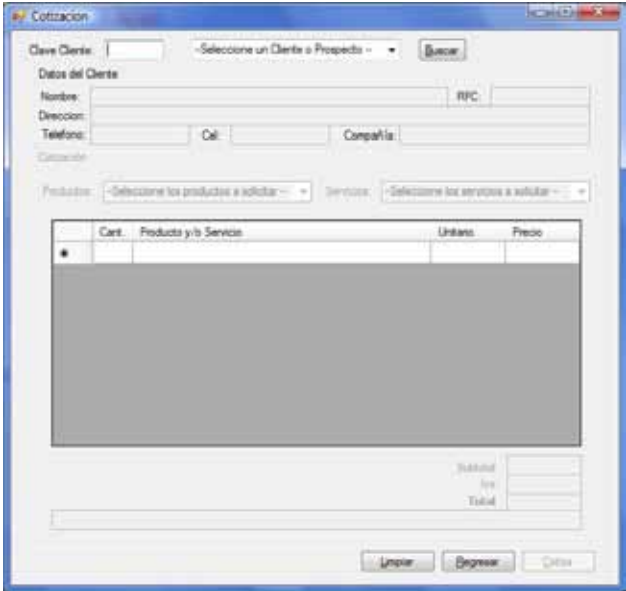 Cotizacion
Clave Cliente: --Seleccione un Cliente o Prospecto -- Buscar
Datos del Cliente
Nombre: RFC:
Direccion:
Telefono: Cel: Compañía:
Cotización
Productos: --Seleccione los productos a solicitar -- Servicios: --Seleccione los servicios a solicitar --
Cant. Producto y/o Servicio Unitario Precio
Subtotal
Iva
Total
Limpiar Regresar